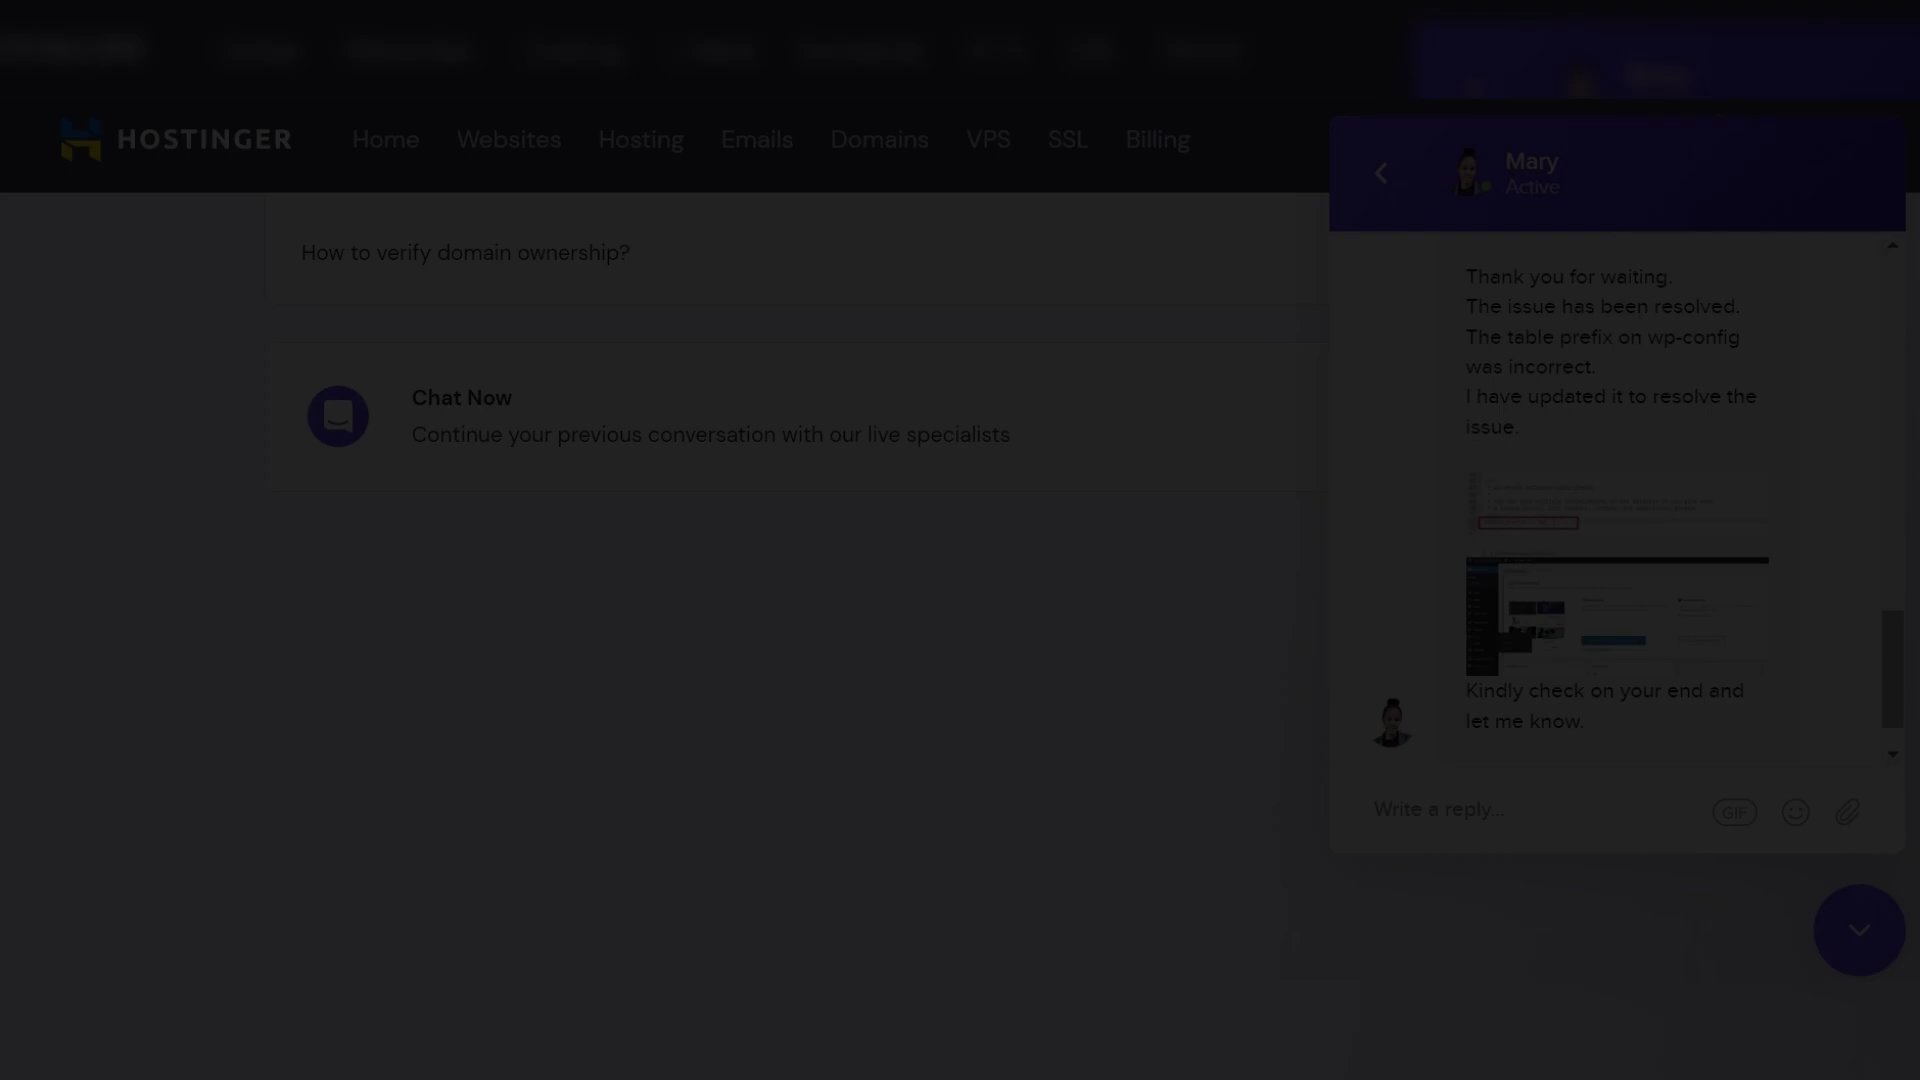 HOSTINGER
Home Websites Hosting Emails Domains VPS SSL Billing
How to verify domain ownership?
Chat Now
Continue your previous conversation with our live specialists
Mary
Active
Thank you for waiting.
The issue has been resolved.
The table prefix on wp-config
was incorrect.
I have updated it to resolve the
issue.
Kindly check on your end and
let me know.
Write a reply...
GIF